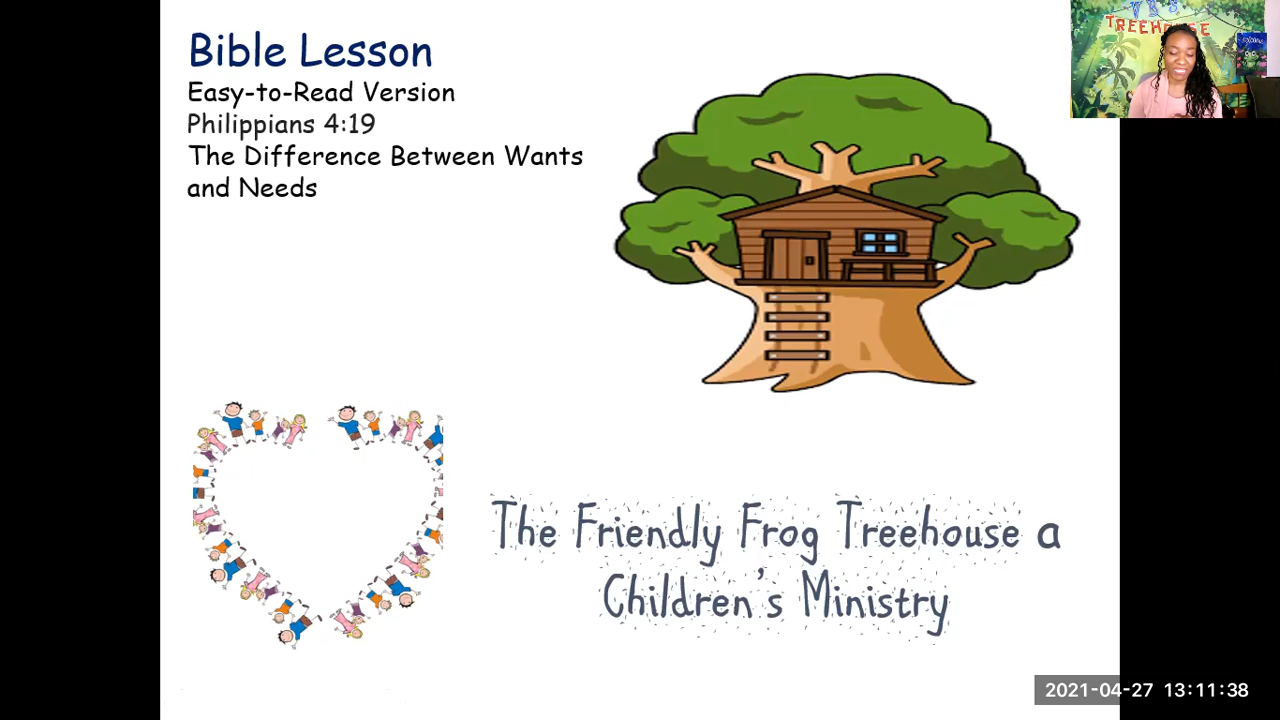 Bible Lesson
Easy-to-Read Version
Philippians 4:19
The Difference Between Wants
and Needs
TREEHOUSE
The Friendly Frog Treehouse a
Children's Ministry
2021-04-27 13:11:38